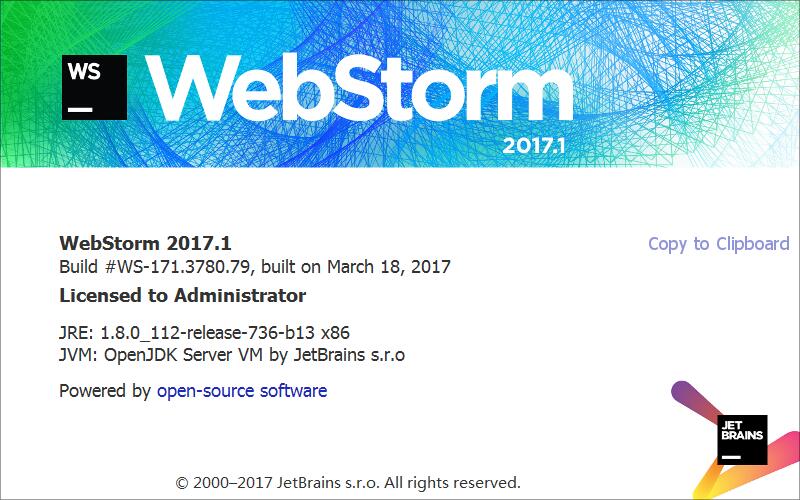 WS
WebStorm
2017.1
WebStorm 2017.1
Copy to Clipboard
Build #WS-171.3780.79, built on March 18, 2017
Licensed to Administrator
JRE: 1.8.0_112-release-736-b13 x86
JVM: OpenJDK Server VM by JetBrains s.r.o
Powered by open-source software
JET
BRAINS
© 2000–2017 JetBrains s.r.o. All rights reserved.